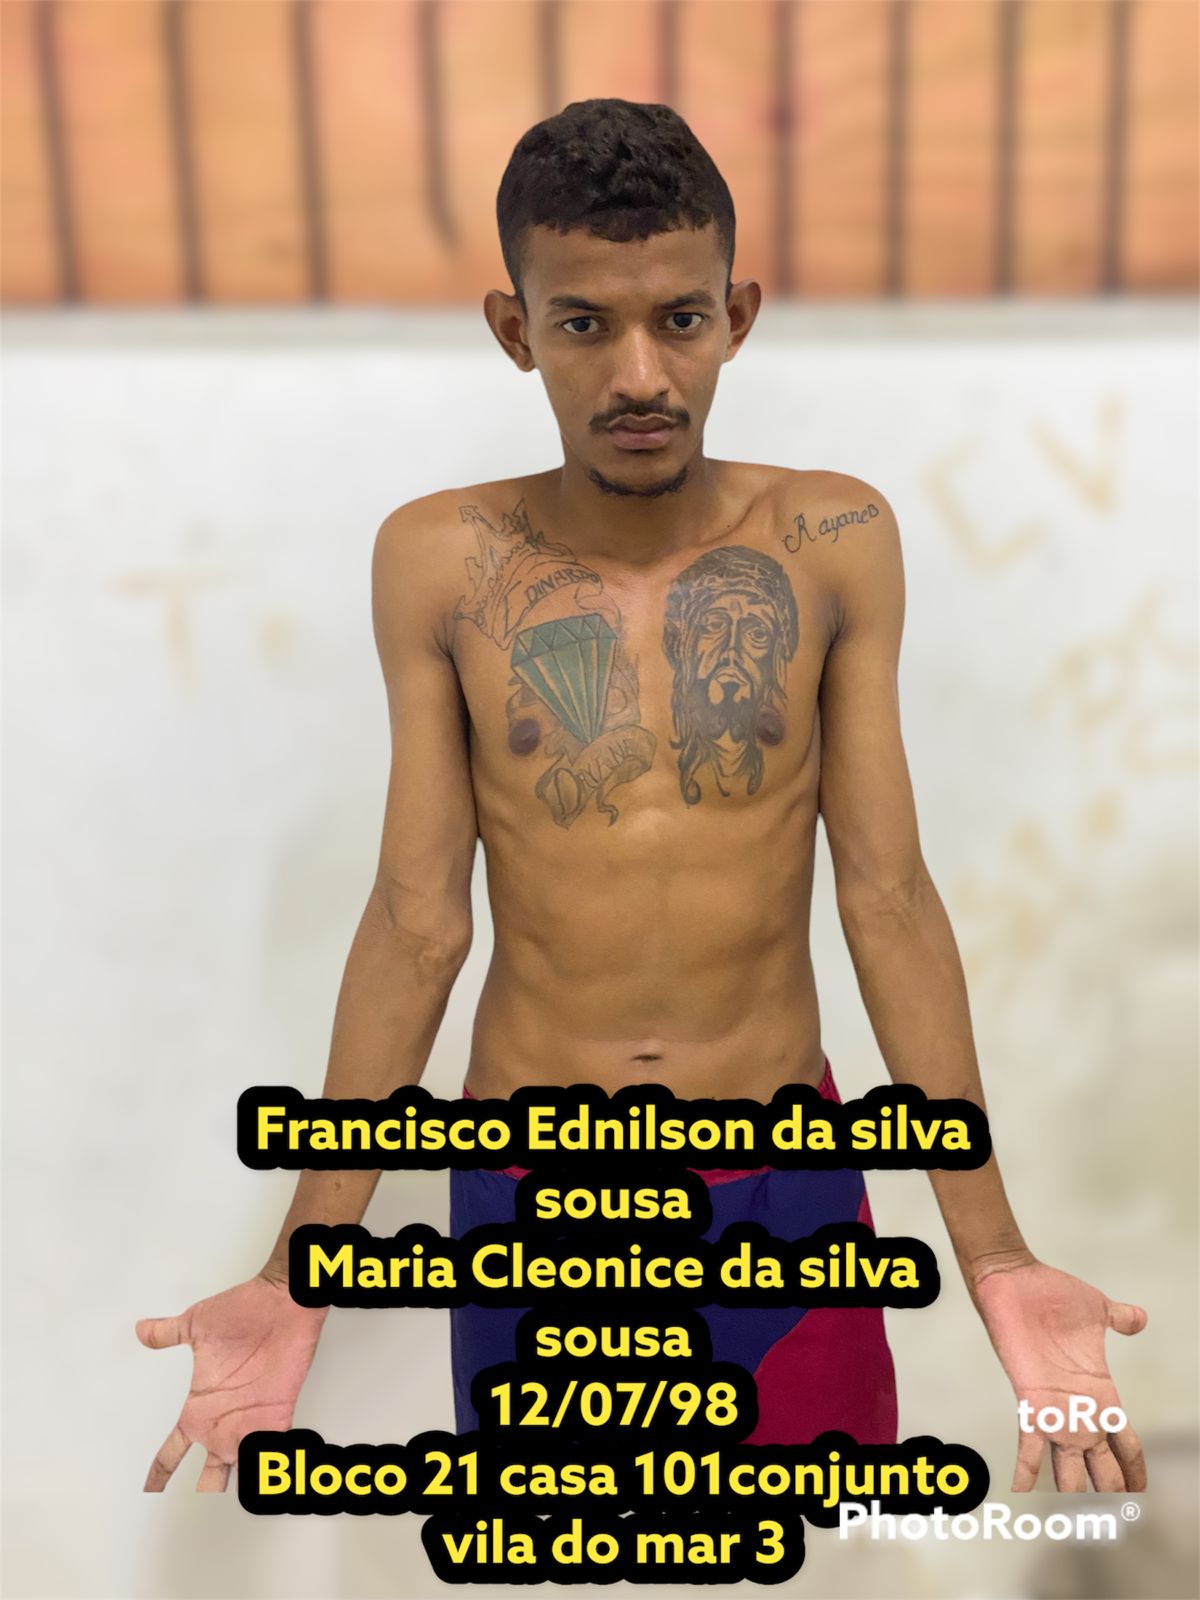 Rayane
DINARDO
DAIANE
CV
Francisco Ednilson da silva
sousa
Maria Cleonice da silva
sousa
12/07/98
toRo
Bloco 21 casa 101conjunto
PhotoRoom®
vila do mar 3